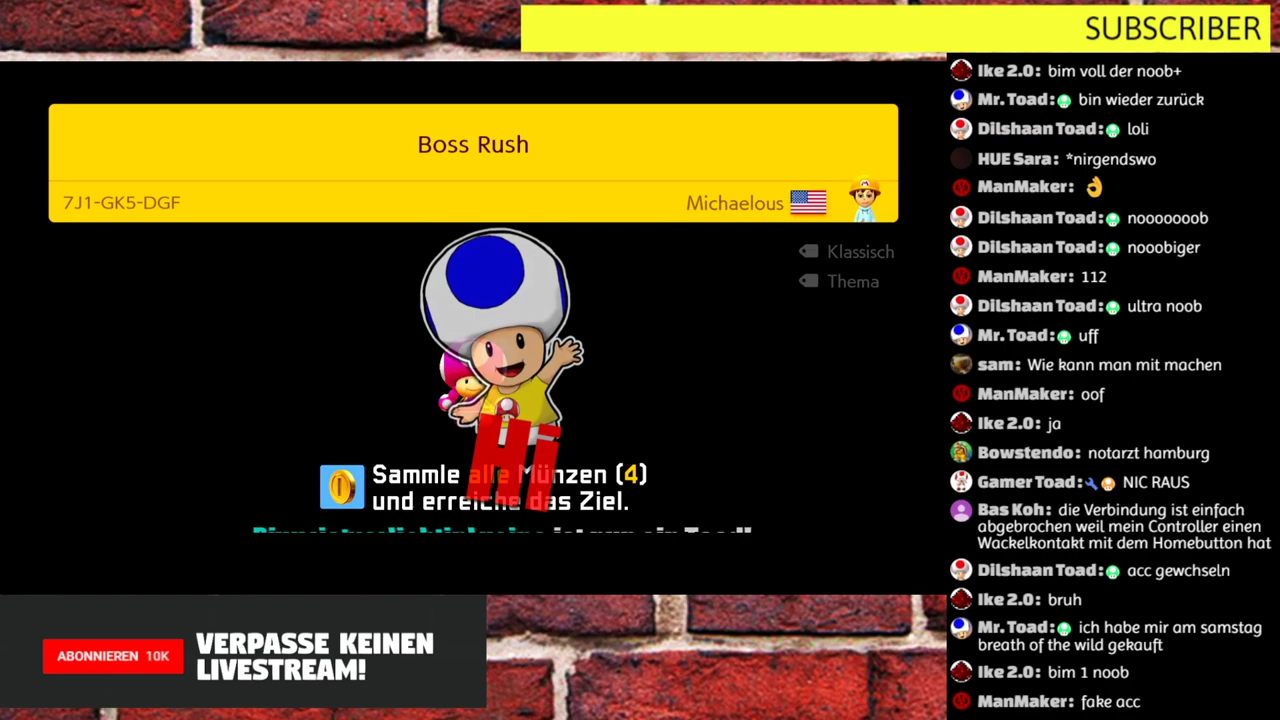 SUBSCRIBER
Boss Rush
7J1-GK5-DGF
Michaelous
Klassisch
Thema
Hi
Sammle alle Münzen (4)
und erreiche das Ziel.
ist nur ein Toad!
ABONNIEREN 10K
VERPASSE KEINEN
LIVESTREAM!
Ike 2.0: bim voll der noob+
Mr. Toad: bin wieder zurück
Dilshaan Toad: loli
HUE Sara: *nirgendswo
ManMaker: 👌
Dilshaan Toad: nooooooob
Dilshaan Toad: nooobiger
ManMaker: 112
Dilshaan Toad: ultra noob
Mr. Toad: uff
sam: Wie kann man mit machen
ManMaker: oof
Ike 2.0: ja
Bowstendo: notarzt hamburg
Gamer Toad: NIC RAUS
Bas Koh: die Verbindung ist einfach
abgebrochen weil mein Controller einen
Wackelkontakt mit dem Homebutton hat
Dilshaan Toad: acc gewchseln
Ike 2.0: bruh
Mr. Toad: ich habe mir am samstag
breath of the wild gekauft
Ike 2.0: bim 1 noob
ManMaker: fake acc